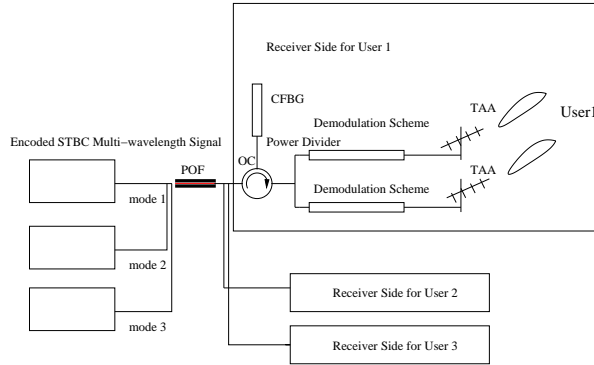 Receiver Side for User 1
CFBG
TAA
User1
Demodulation Scheme
Encoded STBC Multi-wavelength Signal
Power Divider
OC
POF
TAA
mode 1
Demodulation Scheme
mode 2
Receiver Side for User 2
mode 3
Receiver Side for User 3